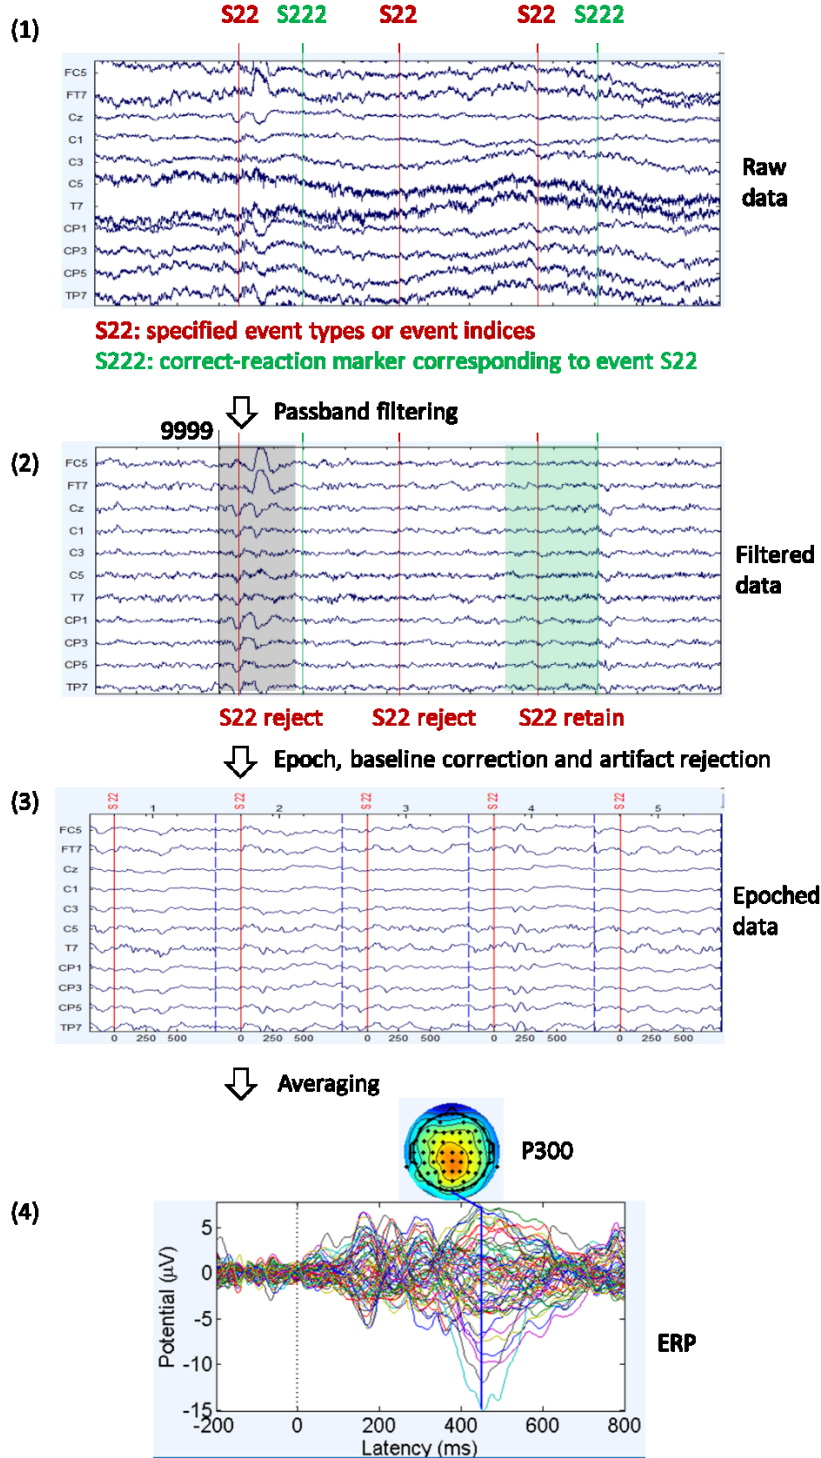 S22 S222 S22 S22 S222
(1)
FC5
FT7
Cz
C1
C3
C5
T7
CP1
CP3
CP5
TP7
Raw
data
S22: specified event types or event indices
S222: correct-reaction marker corresponding to event S22
Passband filtering
9999
(2)
FC5
FT7
Cz
C1
C3
C5
T7
CP1
CP3
CP5
TP7
Filtered
data
S22 reject S22 reject S22 retain
Epoch, baseline correction and artifact rejection
(3)
S 22 1 S 22 2 S 22 3 S 22 4 S 22 5
FC5
FT7
Cz
C1
C3
C5
T7
CP1
CP3
CP5
TP7
Epoched
data
0 250 500 0 250 500 0 250 500 0 250 500 0 250 500
Averaging
P300
(4)
5
0
-5
-10
-15
Potential (μV)
ERP
-200 0 200 400 600 800
Latency (ms)